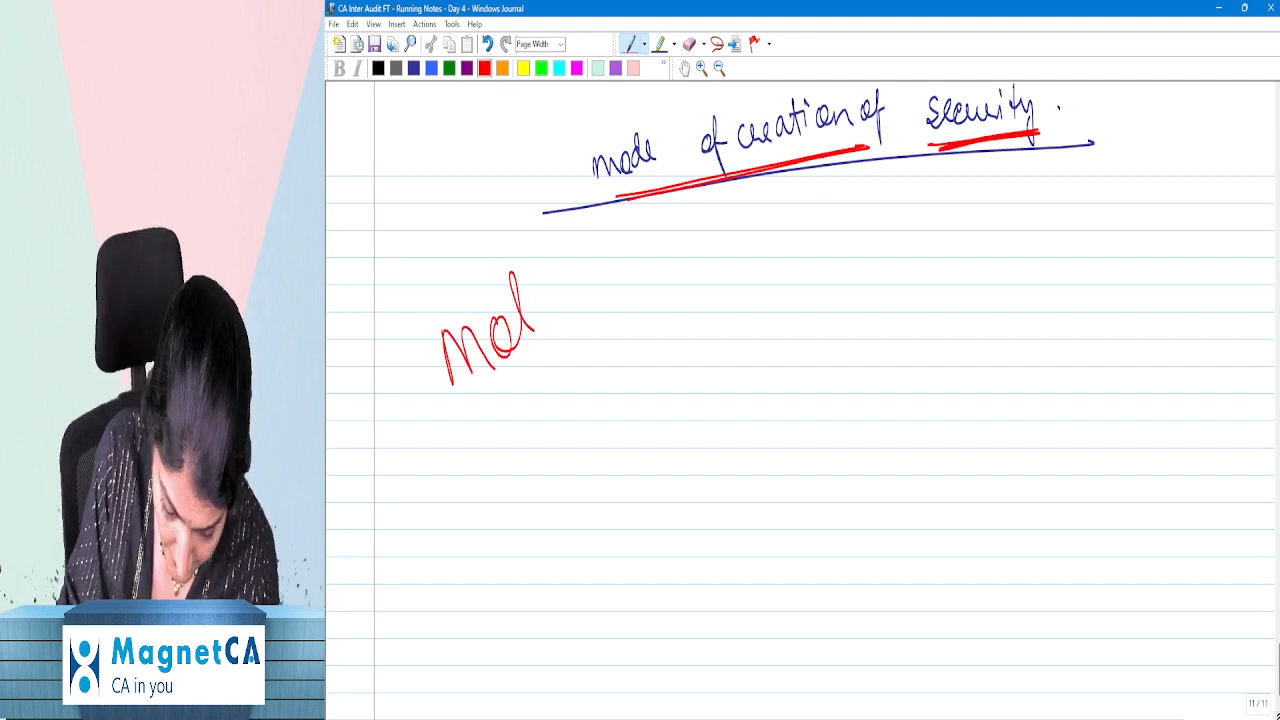 CA Inter Audit FT - Running Notes - Day 4 - Windows Journal
File Edit View Insert Actions Tools Help
Page Width
B I
mode of creation of security.
Mol
MagnetCA
CA in you
11 / 11